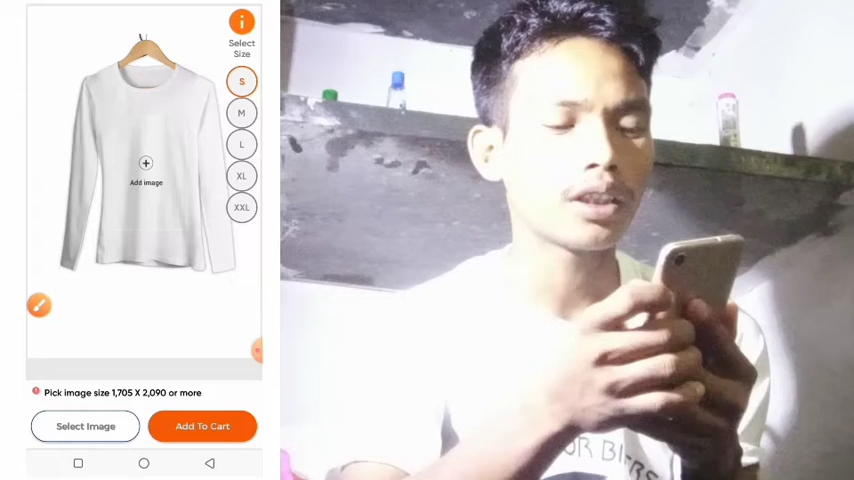 i
Select
Size
S
M
L
XL
XXL
Add image
Pick image size 1,705 X 2,090 or more
Select Image
Add To Cart